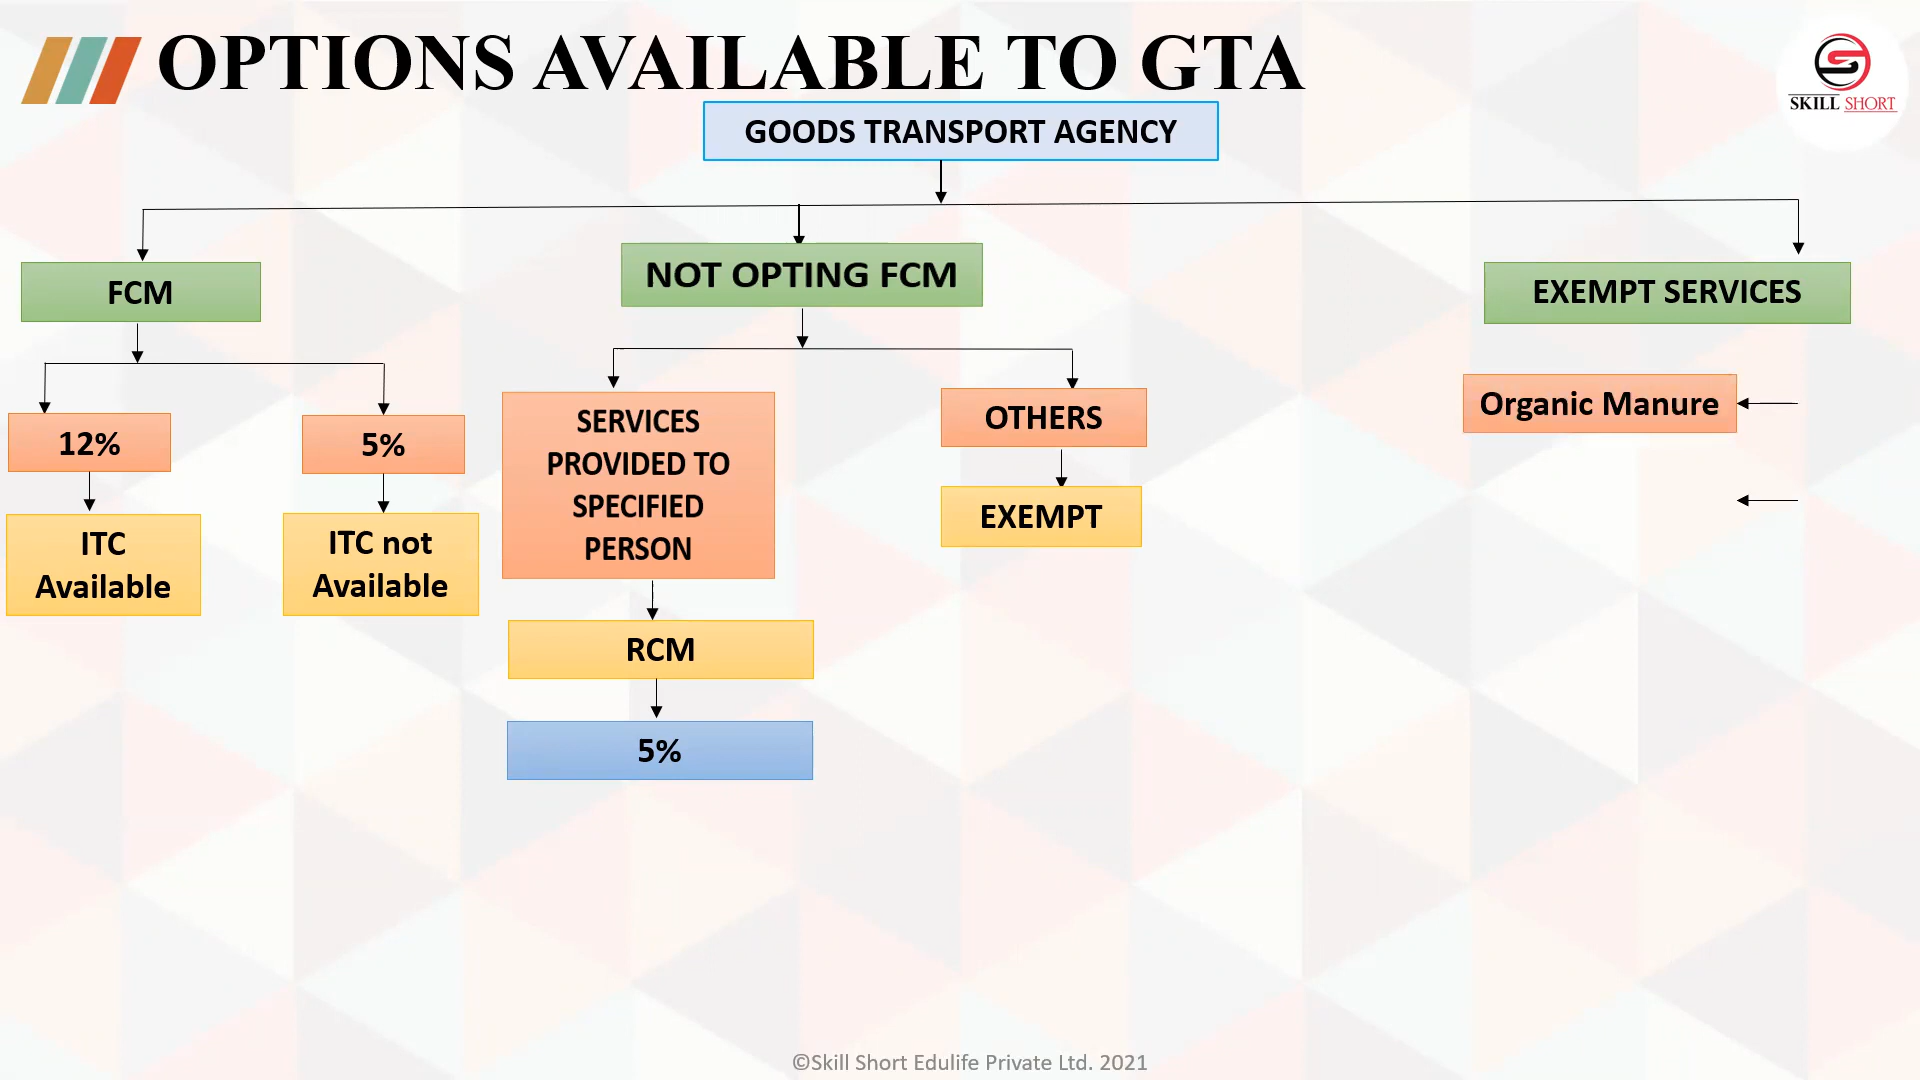 OPTIONS AVAILABLE TO GTA
SKILL SHORT
GOODS TRANSPORT AGENCY
FCM
NOT OPTING FCM
EXEMPT SERVICES
12%
5%
ITC
Available
ITC not
Available
SERVICES
PROVIDED TO
SPECIFIED
PERSON
RCM
5%
OTHERS
EXEMPT
Organic Manure
©Skill Short Edulife Private Ltd. 2021